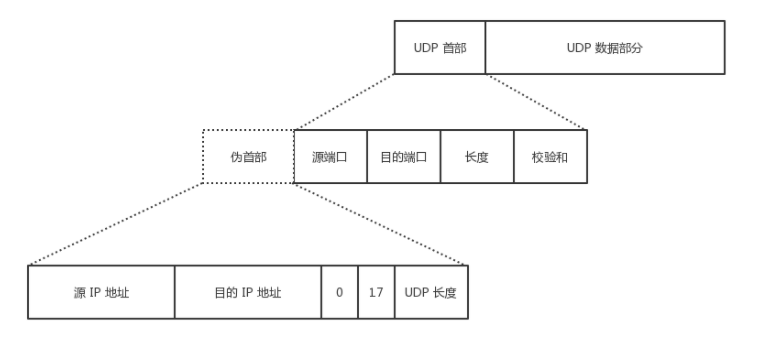 UDP 首部 UDP 数据部分
伪首部 源端口 目的端口 长度 校验和
源 IP 地址 目的 IP 地址 0 17 UDP 长度